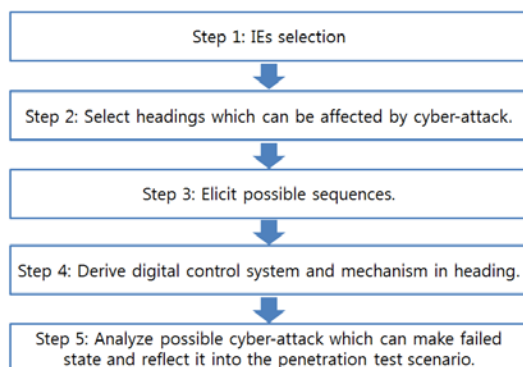 Step 1: IEs selection
Step 2: Select headings which can be affected by cyber-attack.
Step 3: Elicit possible sequences.
Step 4: Derive digital control system and mechanism in heading.
Step 5: Analyze possible cyber-attack which can make failed
state and reflect it into the penetration test scenario.